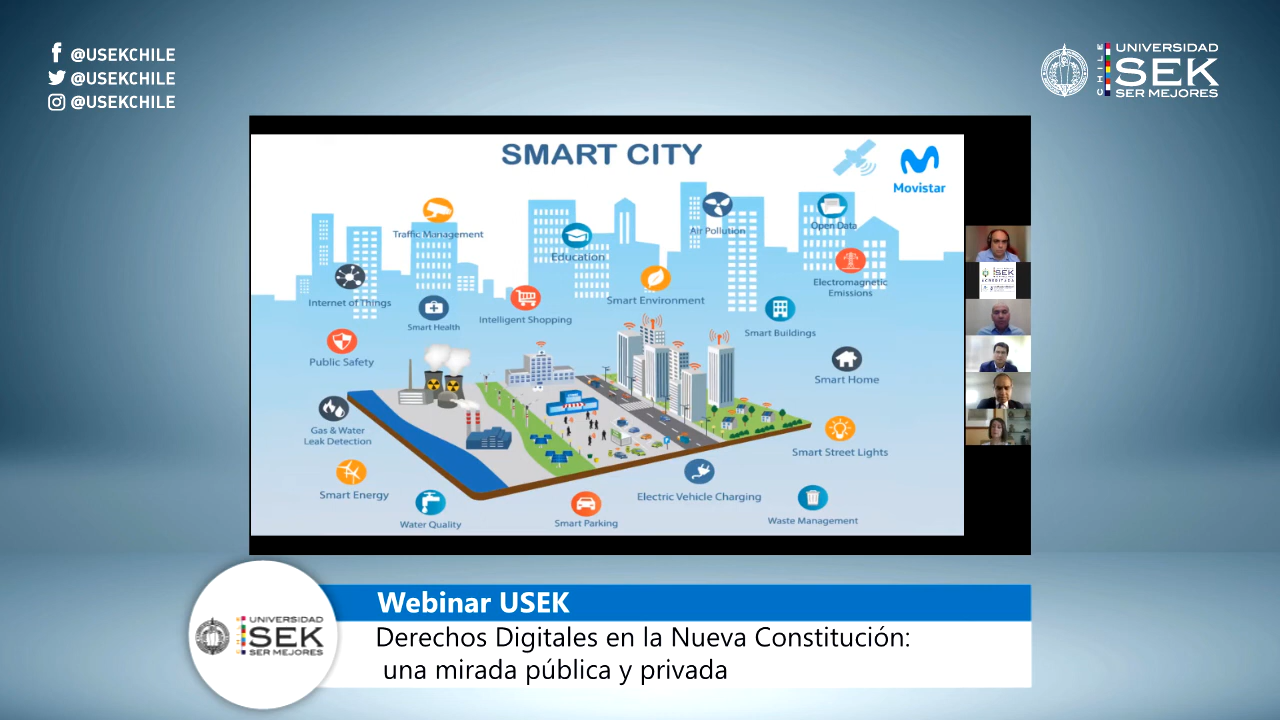 @USEKCHILE
@USEKCHILE
@USEKCHILE
CHILE
UNIVERSIDAD
SEK
SER MEJORES
SMART CITY
Movistar
Traffic Management
Education
Air Pollution
Open Data
Internet of Things
Smart Health
Intelligent Shopping
Smart Environment
Electromagnetic
Emissions
Smart Buildings
Public Safety
Smart Home
Gas & Water
Leak Detection
Smart Street Lights
Smart Energy
Water Quality
Smart Parking
Electric Vehicle Charging
Waste Management
SEK
UNIVERSIDAD
SEK
SER MEJORES
Webinar USEK
Derechos Digitales en la Nueva Constitución:
una mirada pública y privada